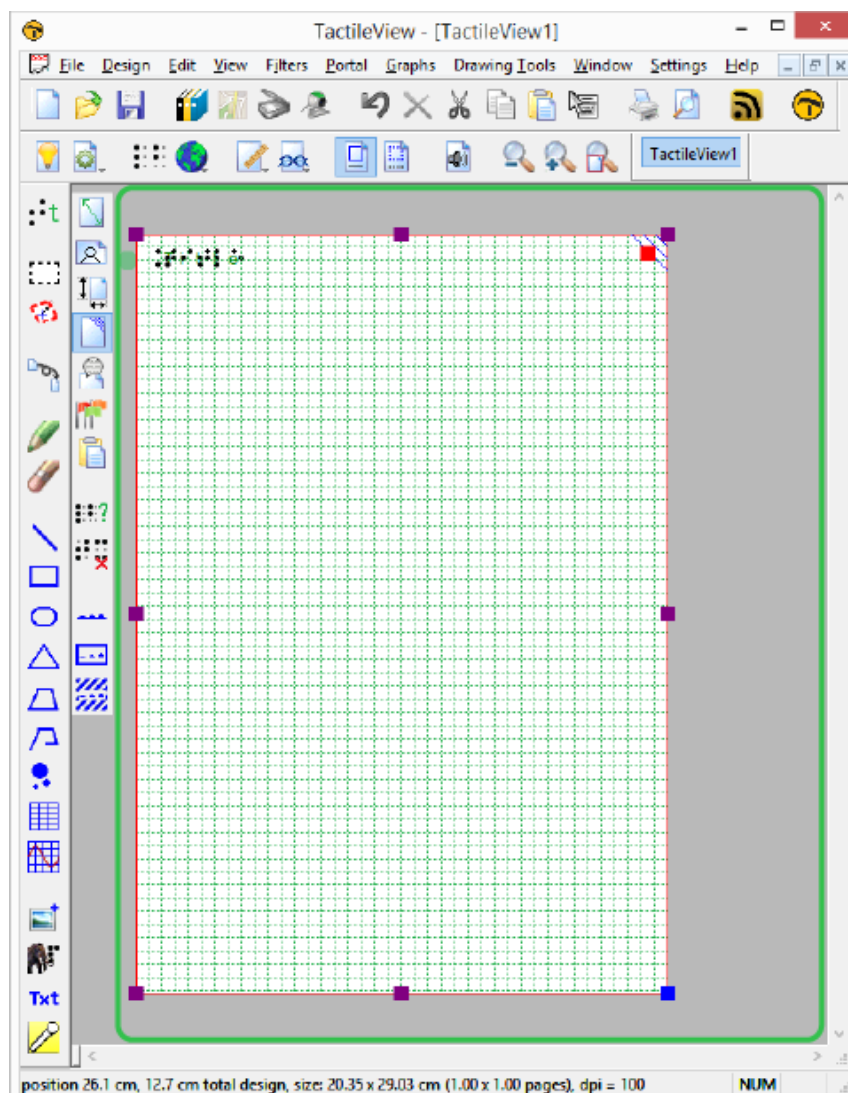 TactileView - [TactileView1]
File Design Edit View Filters Portal Graphs Drawing Tools Window Settings Help
TactileView1
t
?
Txt
position 26.1 cm, 12.7 cm total design, size: 20.35 x 29.03 cm (1.00 x 1.00 pages), dpi = 100 NUM